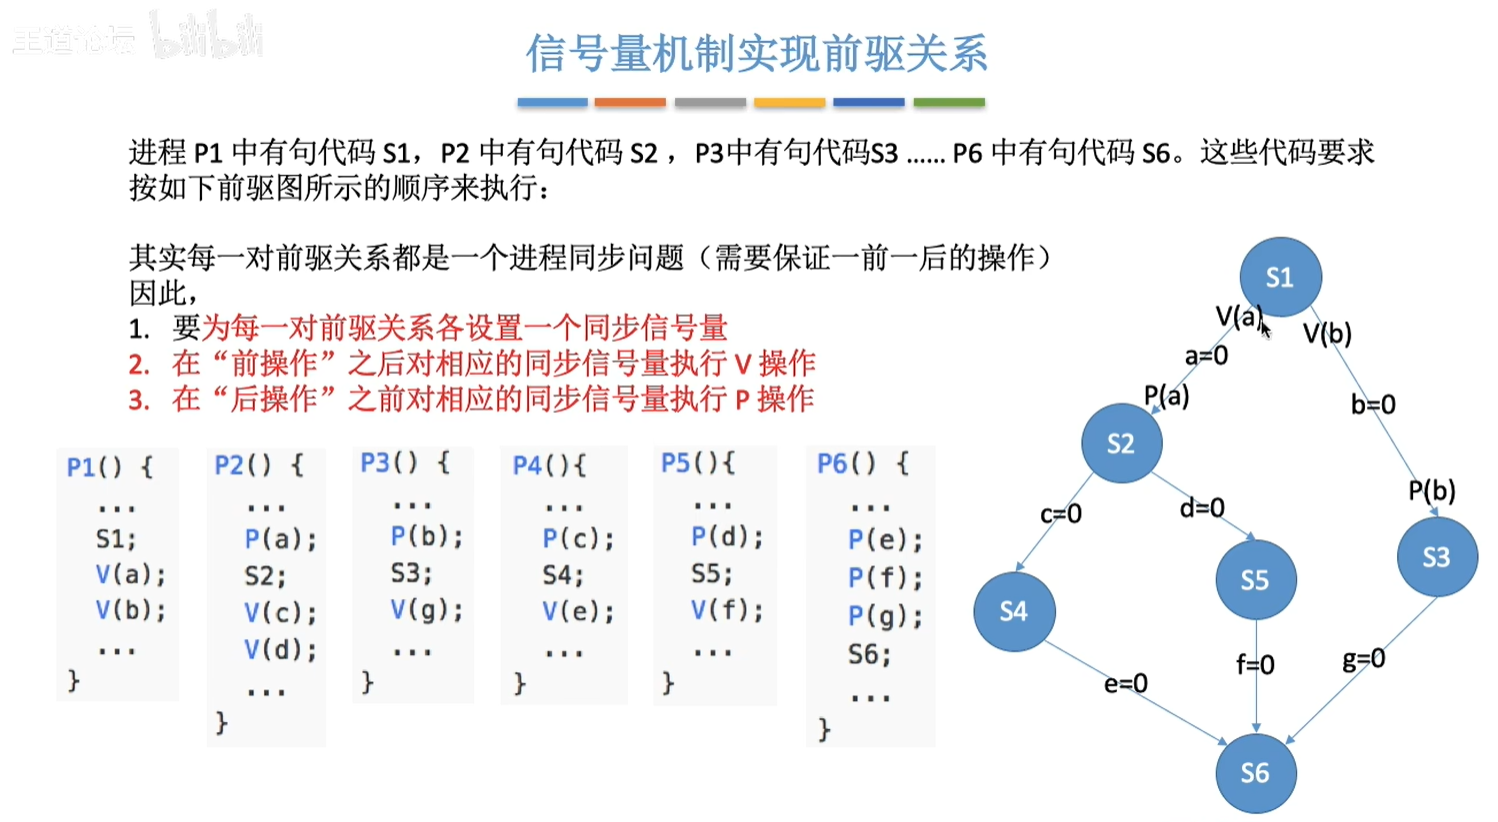 王道论坛 bilibili
信号量机制实现前驱关系
进程 P1 中有句代码 S1，P2 中有句代码 S2 ，P3中有句代码S3 …… P6 中有句代码 S6。这些代码要求
按如下前驱图所示的顺序来执行：
其实每一对前驱关系都是一个进程同步问题（需要保证一前一后的操作）
因此，
1. 要为每一对前驱关系各设置一个同步信号量
2. 在“前操作”之后对相应的同步信号量执行 V 操作
3. 在“后操作”之前对相应的同步信号量执行 P 操作
P1() {
...
S1;
V(a);
V(b);
...
}
P2() {
...
P(a);
S2;
V(c);
V(d);
...
}
P3() {
...
P(b);
S3;
V(g);
...
}
P4(){
...
P(c);
S4;
V(e);
...
}
P5(){
...
P(d);
S5;
V(f);
...
}
P6() {
...
P(e);
P(f);
P(g);
S6;
...
}
S1
V(a)
V(b)
a=0
P(a)
b=0
S2
P(b)
c=0
d=0
S3
S5
S4
e=0
f=0
g=0
S6